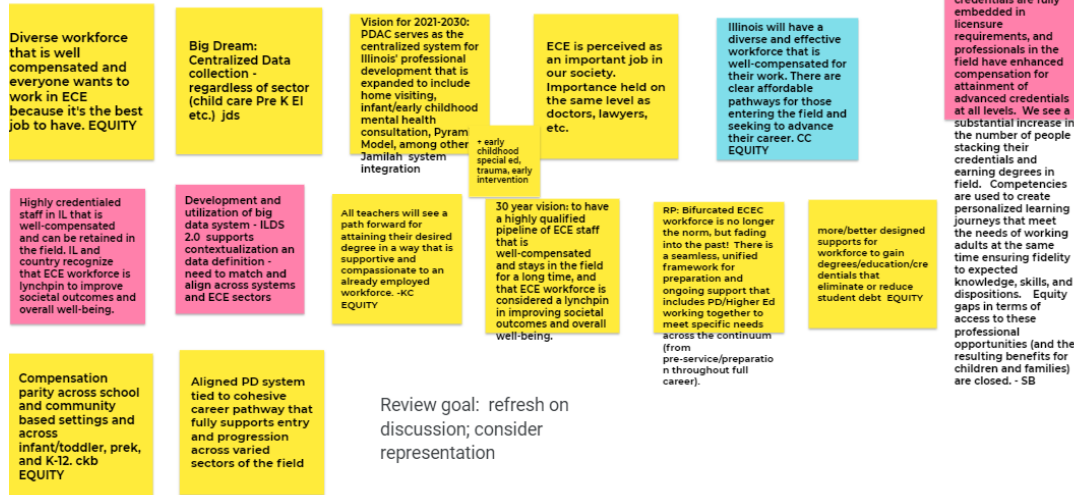 Diverse workforce
that is well
compensated and
everyone wants to
work in ECE
because it's the best
job to have. EQUITY
Big Dream:
Centralized Data
collection -
regardless of sector
(child care Pre K EI
etc.) jds
Vision for 2021-2030:
PDAC serves as the
centralized system for
Illinois' professional
development that is
expanded to include
home visiting,
infant/early childhood
mental health
consultation, Pyram
Model, among other
Jamilah system
integration
+ early
childhood
special ed,
trauma, early
intervention
ECE is perceived as
an important job in
our society.
Importance held on
the same level as
doctors, lawyers,
etc.
Illinois will have a
diverse and effective
workforce that is
well-compensated for
their work. There are
clear affordable
pathways for those
entering the field and
seeking to advance
their career. CC
EQUITY
credentials are fully
embedded in
licensure
requirements, and
professionals in the
field have enhanced
compensation for
attainment of
advanced credentials
at all levels. We see a
substantial increase in
the number of people
stacking their
credentials and
earning degrees in
field. Competencies
are used to create
personalized learning
journeys that meet
the needs of working
adults at the same
time ensuring fidelity
to expected
knowledge, skills, and
dispositions. Equity
gaps in terms of
access to these
professional
opportunities (and the
resulting benefits for
children and families)
are closed. - SB
Highly credentialed
staff in IL that is
well-compensated
and can be retained in
the field. IL and
country recognize
that ECE workforce is
lynchpin to improve
societal outcomes and
overall well-being.
Development and
utilization of big
data system - ILDS
2.0 supports
contextualization an
data definition -
need to match and
align across systems
and ECE sectors
All teachers will see a
path forward for
attaining their desired
degree in a way that is
supportive and
compassionate to an
already employed
workforce. -KC
EQUITY
30 year vision: to have
a highly qualified
pipeline of ECE staff
that is
well-compensated
and stays in the field
for a long time, and
that ECE workforce is
considered a lynchpin
in improving societal
outcomes and overall
well-being.
RP: Bifurcated ECEC
workforce is no longer
the norm, but fading
into the past! There is
a seamless, unified
framework for
preparation and
ongoing support that
includes PD/Higher Ed
working together to
meet specific needs
across the continuum
(from
pre-service/preparatio
n throughout full
career).
more/better designed
supports for
workforce to gain
degrees/education/cre
dentials that
eliminate or reduce
student debt EQUITY
Compensation
parity across school
and community
based settings and
across
infant/toddler, prek,
and K-12. ckb
EQUITY
Aligned PD system
tied to cohesive
career pathway that
fully supports entry
and progression
across varied
sectors of the field
Review goal: refresh on
discussion; consider
representation